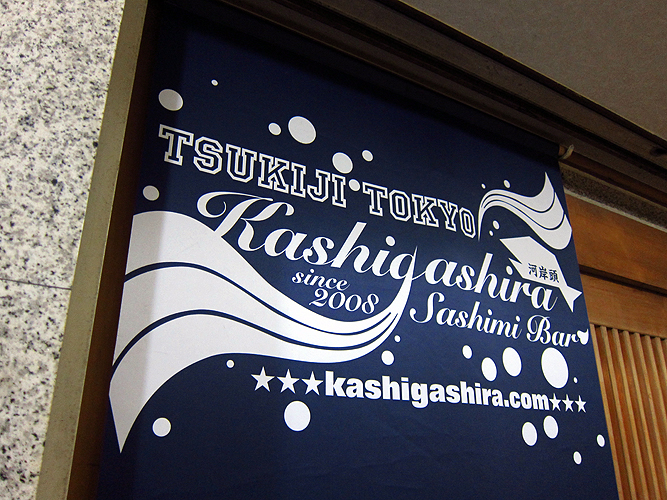 TSUKIJI TOKYO
Kashigashira
河岸頭
since
2008
Sashimi Bar
★★★kashigashira.com★★★